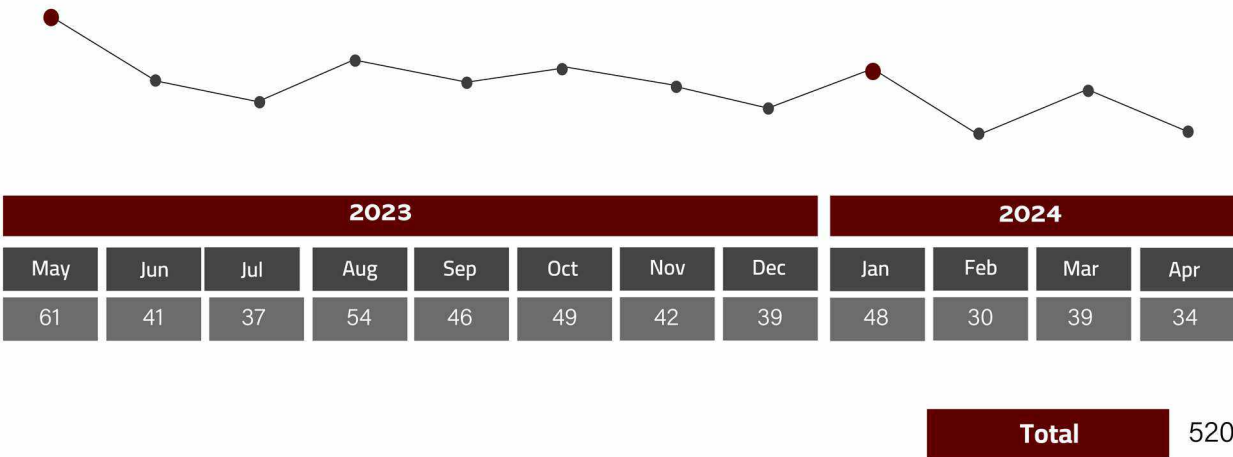 2023 2024
May Jun Jul Aug Sep Oct Nov Dec Jan Feb Mar Apr
61 41 37 54 46 49 42 39 48 30 39 34
Total 520